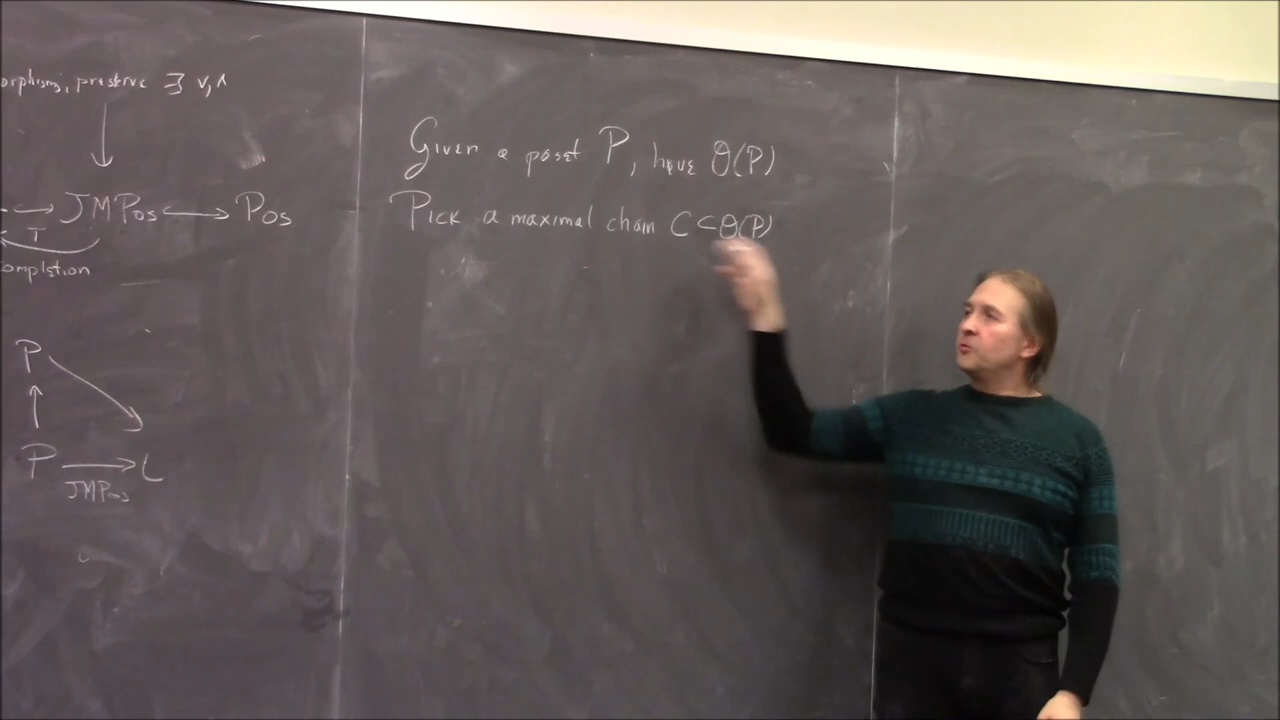 orphisms, preserve ∃ ∨,∧
JMPos ⟷ Pos
T
ompletion
P
P ⟶ L
JMPos
Given a poset P, have O(P)
Pick a maximal chain C ⊂ O(P)